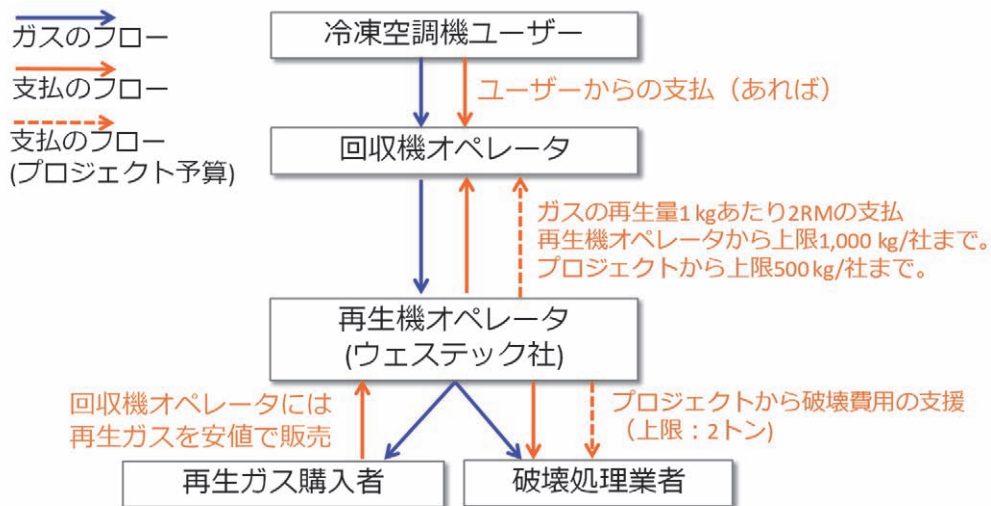 ガスのフロー
支払のフロー
支払のフロー
(プロジェクト予算)
冷凍空調機ユーザー
ユーザーからの支払（あれば）
回収機オペレータ
ガスの再生量1 kgあたり2RMの支払
再生機オペレータから上限1,000 kg/社まで。
プロジェクトから上限500 kg/社まで。
再生機オペレータ
(ウェステック社)
回収機オペレータには
再生ガスを安値で販売
プロジェクトから破壊費用の支援
（上限：2トン)
再生ガス購入者
破壊処理業者